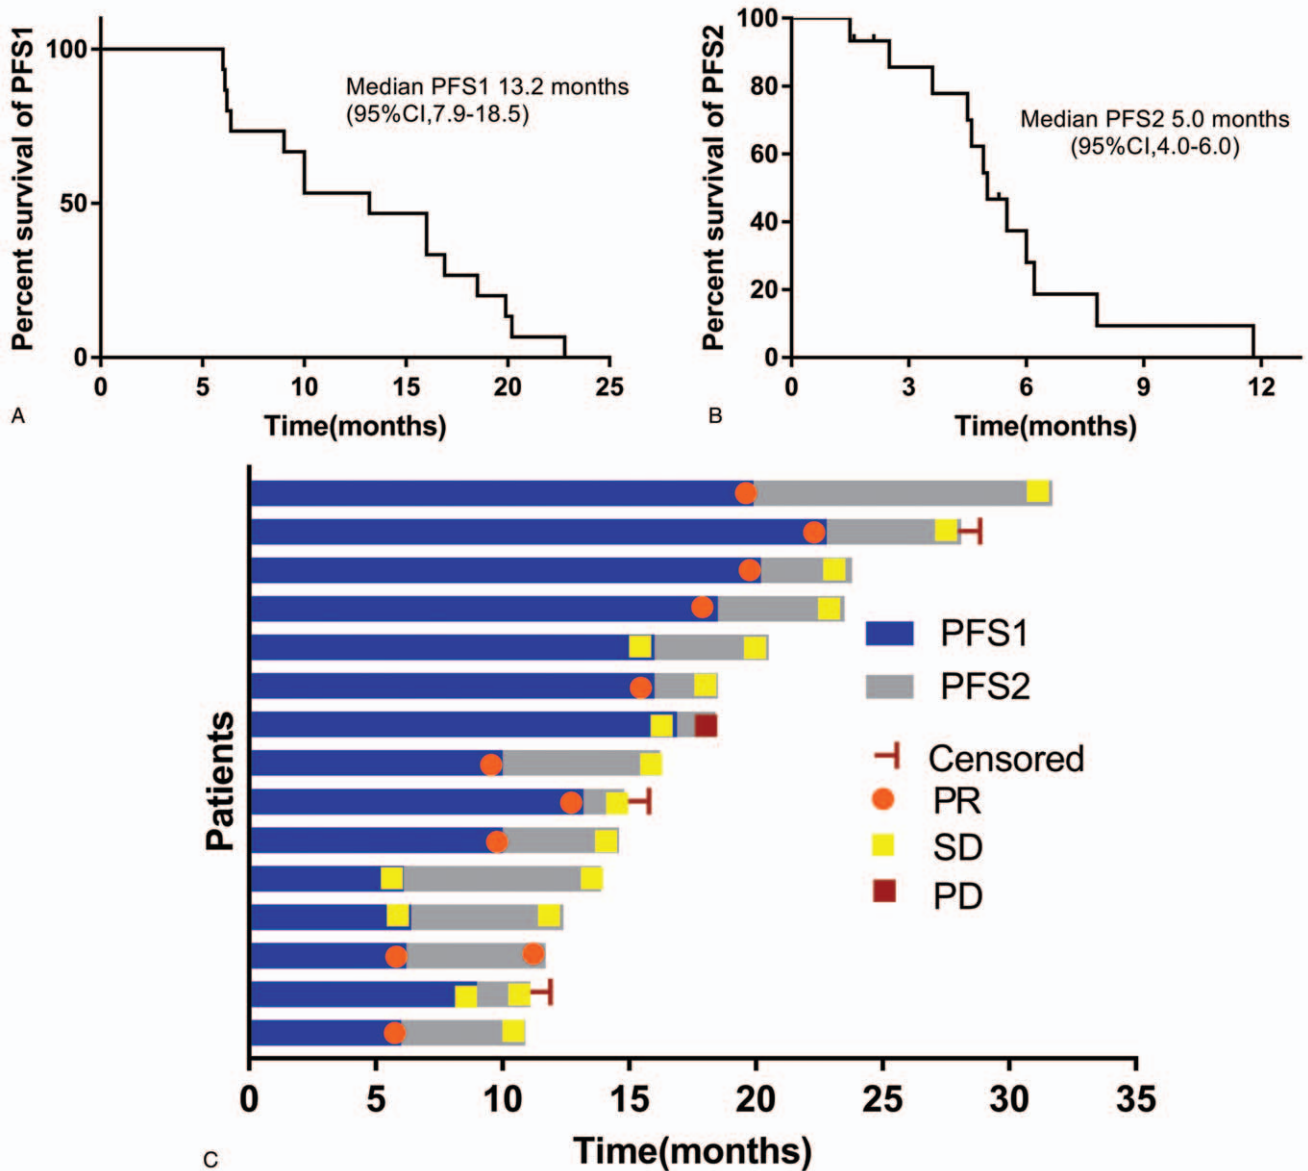 Percent survival of PFS1
100
50
0
Median PFS1 13.2 months
(95%CI,7.9-18.5)
0 5 10 15 20 25
Time(months)
A
Percent survival of PFS2
100
80
60
40
20
0
Median PFS2 5.0 months
(95%CI,4.0-6.0)
0 3 6 9 12
Time(months)
B
Patients
PFS1
PFS2
Censored
PR
SD
PD
0 5 10 15 20 25 30 35
Time(months)
C